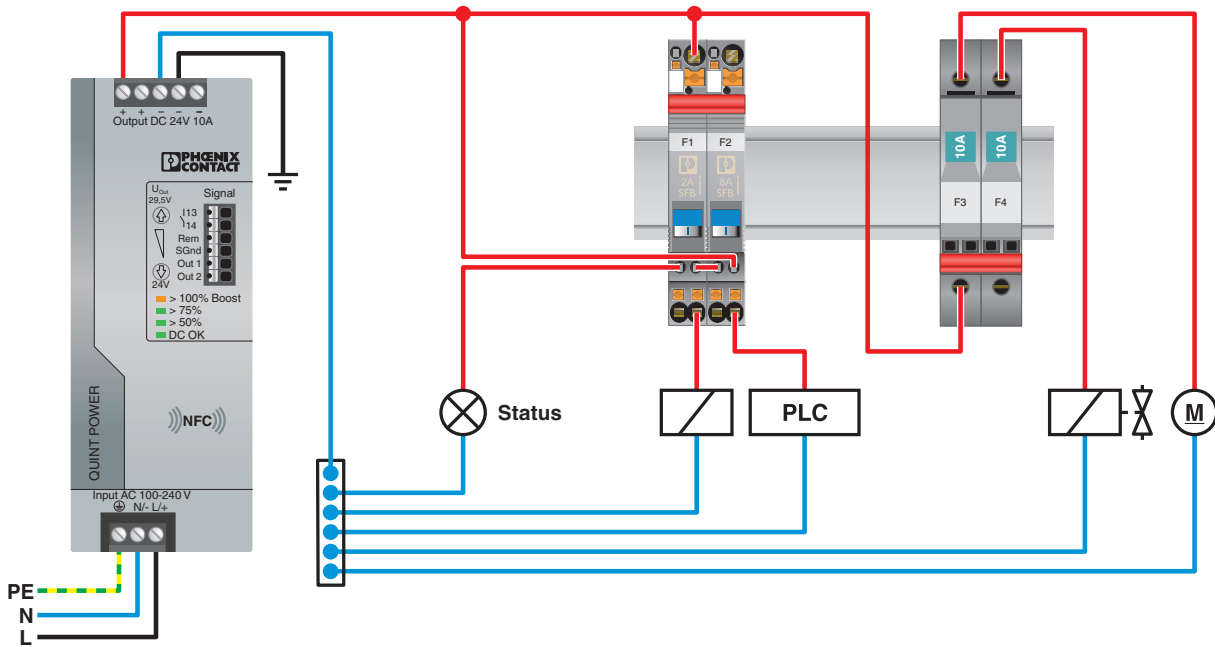 + + − − −
Output DC 24V 10A
PHŒNIX
CONTACT
UOut
29,5V
Signal
I13
14
Rem
SGnd
Out 1
Out 2
24V
> 100% Boost
> 75%
> 50%
DC OK
QUINT POWER
NFC
Input AC 100-240 V
N/- L/+
PE
N
L
Status
F1
F2
2A
SFB
8A
SFB
PLC
10A
10A
F3
F4
M